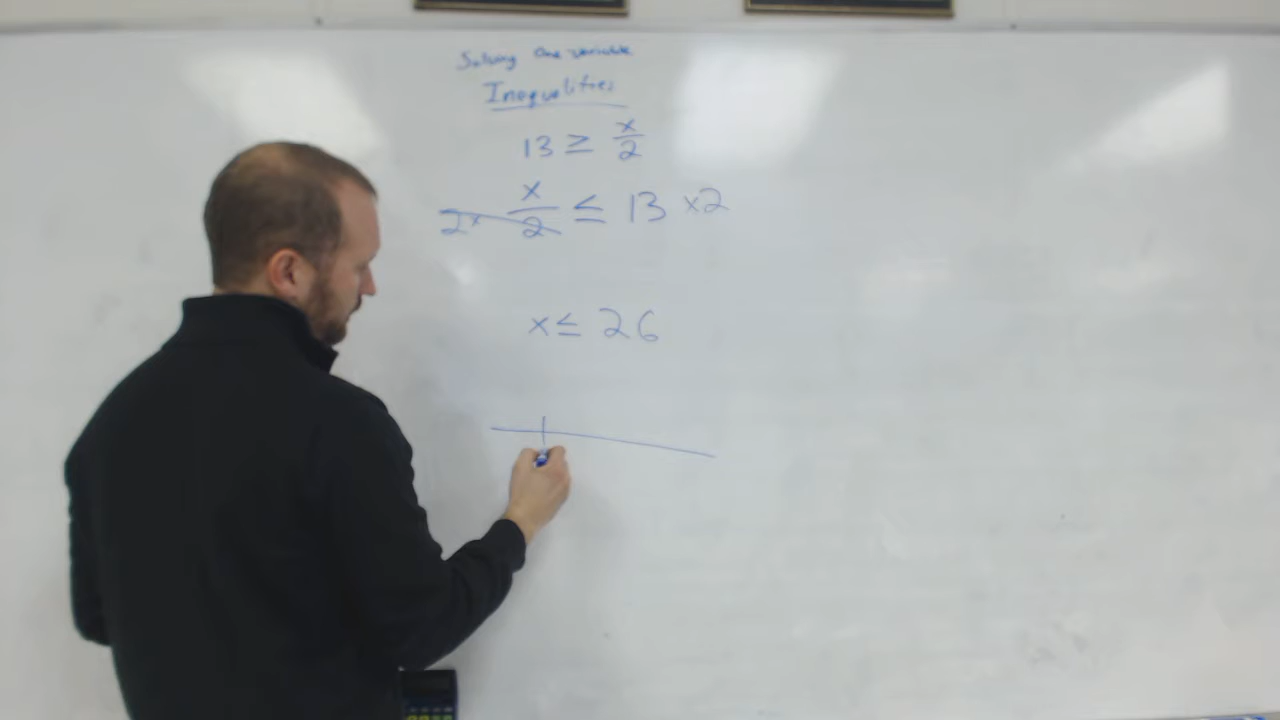 Solving One variable
Inequalities
13 ≥ x/2
2x x/2 ≤ 13 x2
x ≤ 26